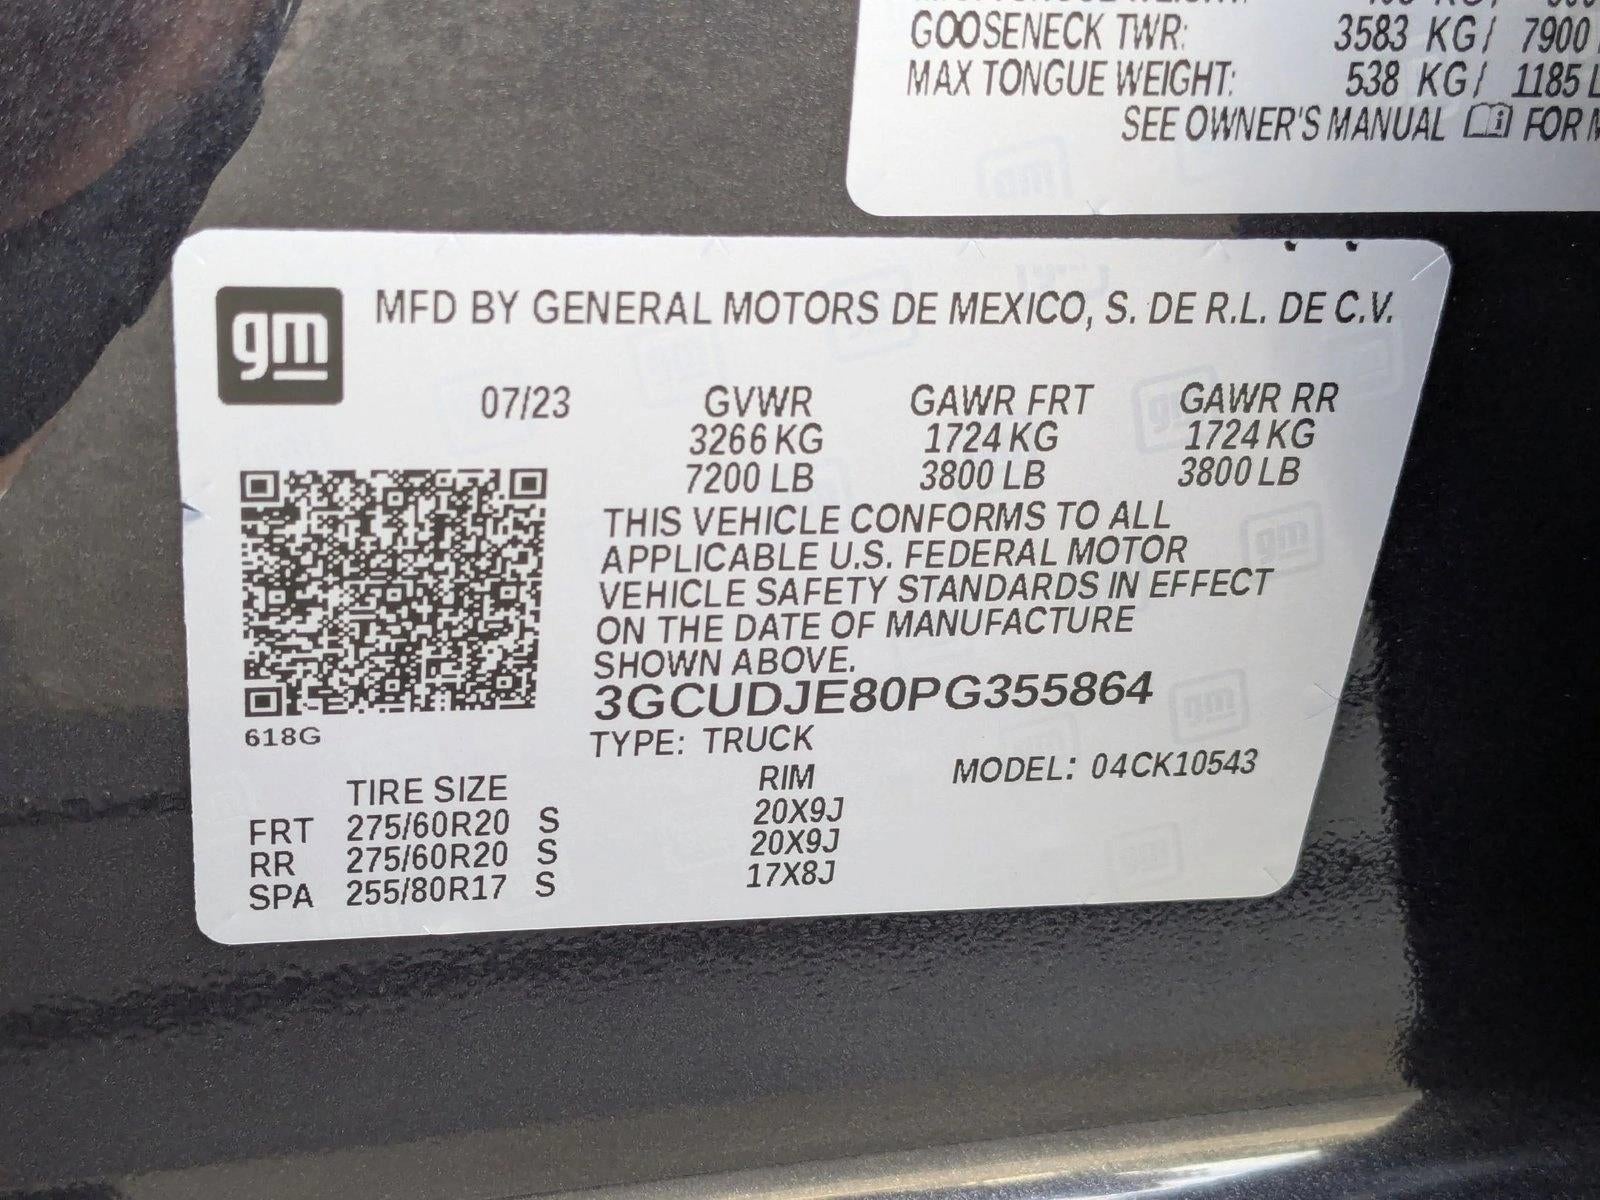 GOOSENECK TWR: 3583 KG/ 7900
MAX TONGUE WEIGHT: 538 KG/ 1185 L
SEE OWNER'S MANUAL FOR M
gm
MFD BY GENERAL MOTORS DE MEXICO, S. DE R.L. DE C.V.
07/23 GVWR GAWR FRT GAWR RR
3266 KG 1724 KG 1724 KG
7200 LB 3800 LB 3800 LB
THIS VEHICLE CONFORMS TO ALL
APPLICABLE U.S. FEDERAL MOTOR
VEHICLE SAFETY STANDARDS IN EFFECT
ON THE DATE OF MANUFACTURE
SHOWN ABOVE.
3GCUDJE80PG355864
618G
TYPE: TRUCK
MODEL: 04CK10543
TIRE SIZE RIM
FRT 275/60R20 S 20X9J
RR 275/60R20 S 20X9J
SPA 255/80R17 S 17X8J